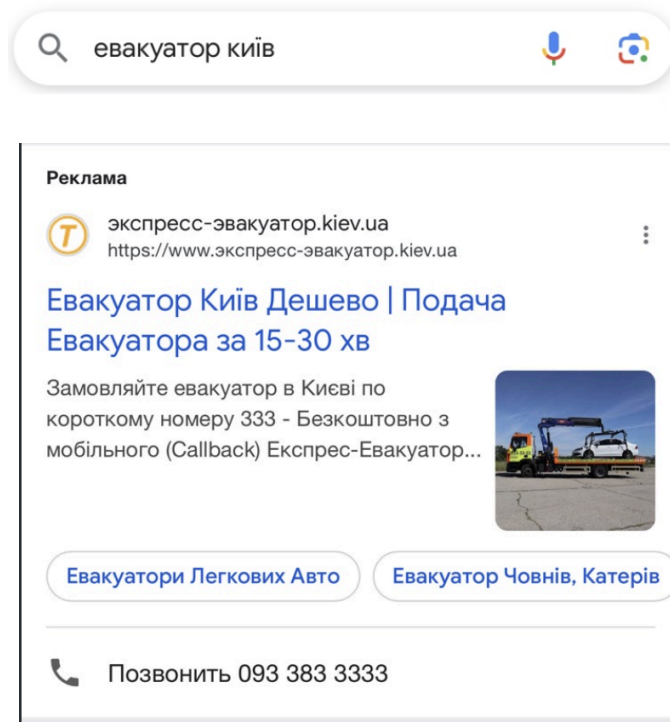 евакуатор київ
Реклама
экспресс-эвакуатор.kiev.ua
https://www.экспресс-эвакуатор.kiev.ua
Евакуатор Київ Дешево | Подача
Евакуатора за 15-30 хв
Замовляйте евакуатор в Києві по
короткому номеру 333 - Безкоштовно з
мобільного (Callback) Експрес-Евакуатор...
Евакуатори Легкових Авто
Евакуатор Човнів, Катерів
Позвонить 093 383 3333